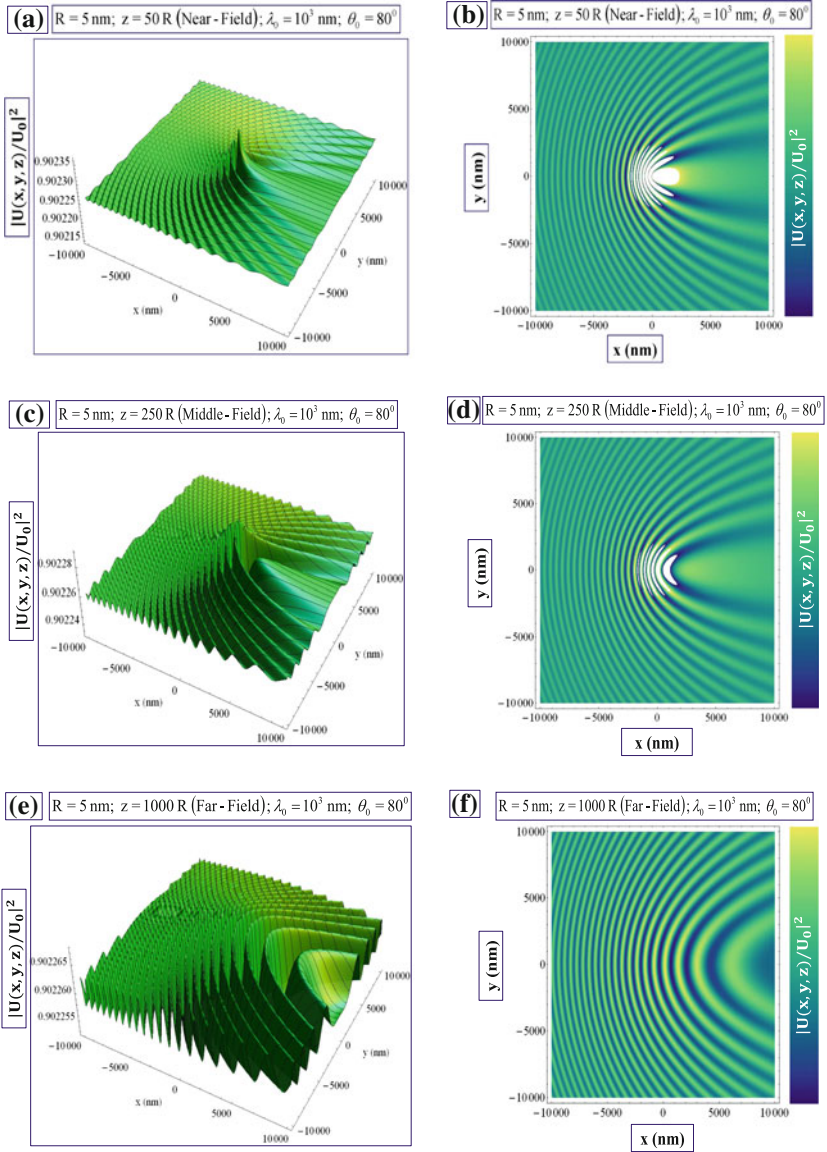 (a) R = 5 nm; z = 50 R (Near-Field); λ₀ = 10³ nm; θ₀ = 80⁰
|U(x,y,z)/U₀|²
0.90235
0.90230
0.90225
0.90220
0.90215
-10000
-5000
0
5000
10000
x (nm)
10000
5000
0
y (nm)
-5000
-10000
(b) R = 5 nm; z = 50 R (Near-Field); λ₀ = 10³ nm; θ₀ = 80⁰
10000
5000
0
-5000
-10000
y (nm)
-10000 -5000 0 5000 10000
x (nm)
|U(x,y,z)/U₀|²
(c) R = 5 nm; z = 250 R (Middle-Field); λ₀ = 10³ nm; θ₀ = 80⁰
|U(x,y,z)/U₀|²
0.90228
0.90226
0.90224
-10000
-5000
0
5000
10000
x (nm)
10000
5000
0
y (nm)
-5000
-10000
(d) R = 5 nm; z = 250 R (Middle-Field); λ₀ = 10³ nm; θ₀ = 80⁰
10000
5000
0
-5000
-10000
y (nm)
-10000 -5000 0 5000 10000
x (nm)
|U(x,y,z)/U₀|²
(e) R = 5 nm; z = 1000 R (Far-Field); λ₀ = 10³ nm; θ₀ = 80⁰
|U(x,y,z)/U₀|²
0.902265
0.902260
0.902255
-10000
-5000
0
5000
10000
x (nm)
10000
5000
0
y (nm)
-5000
-10000
(f) R = 5 nm; z = 1000 R (Far-Field); λ₀ = 10³ nm; θ₀ = 80⁰
10000
5000
0
-5000
-10000
y (nm)
-10000 -5000 0 5000 10000
x (nm)
|U(x,y,z)/U₀|²